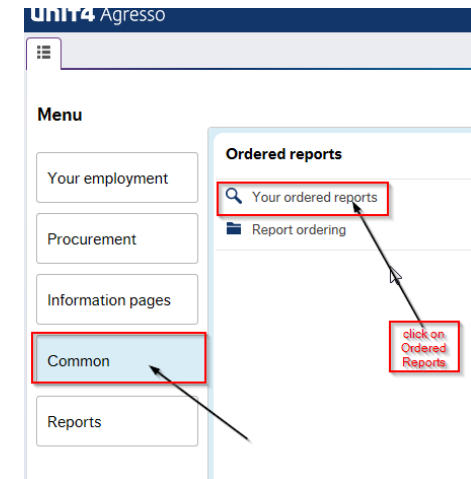 unit4 Agresso
Menu
Your employment
Procurement
Information pages
Common
Reports
Ordered reports
Your ordered reports
Report ordering
click on
Ordered
Reports